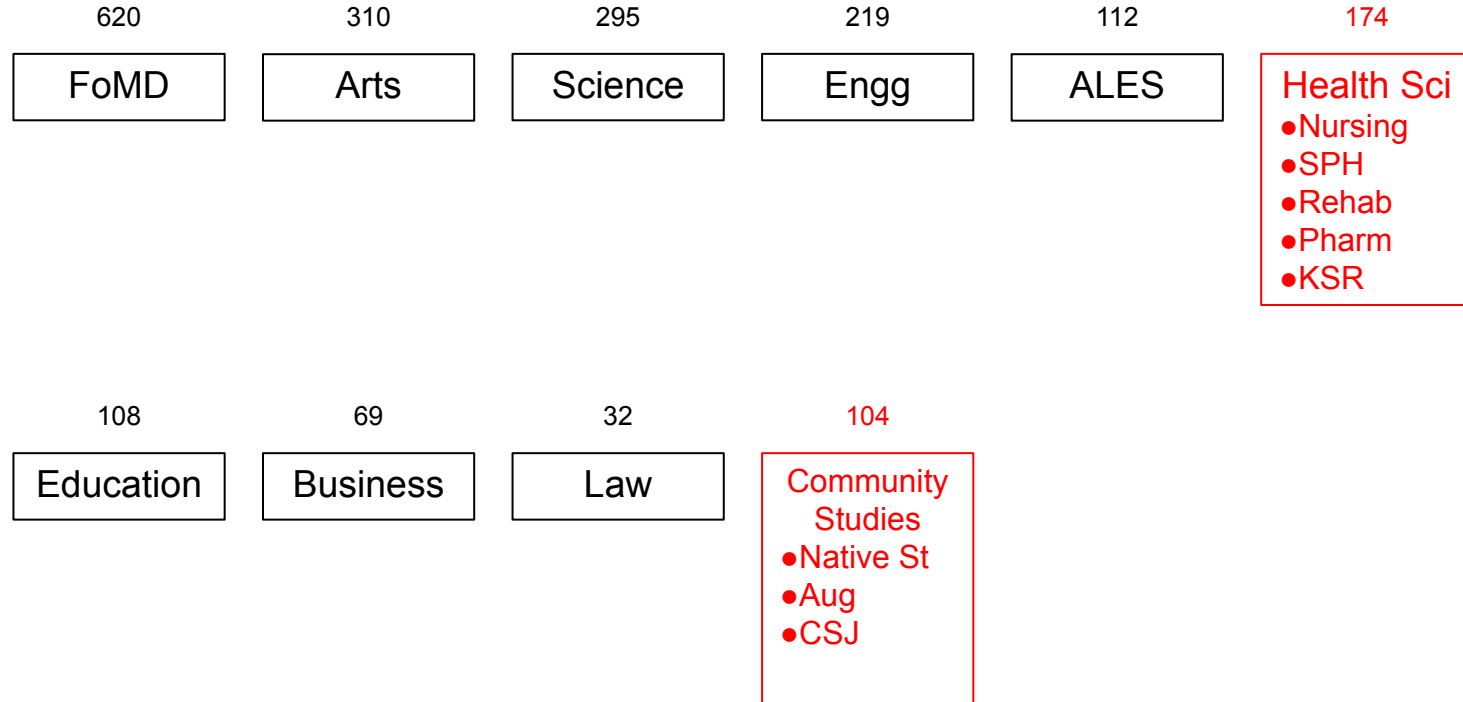 620 310 295 219 112 174
FoMD Arts Science Engg ALES Health Sci
●Nursing
●SPH
●Rehab
●Pharm
●KSR
108 69 32 104
Education Business Law Community
Studies
●Native St
●Aug
●CSJ